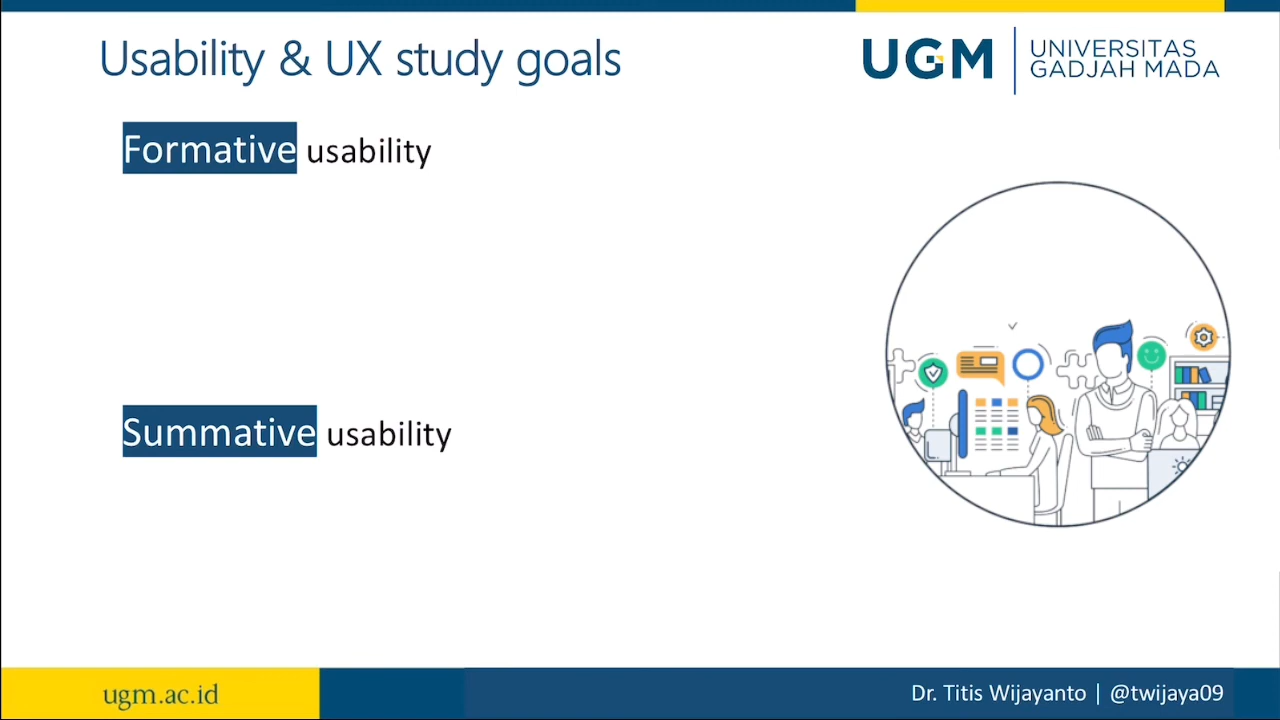 Usability & UX study goals
UGM
UNIVERSITAS
GADJAH MADA
Formative usability
Summative usability
ugm.ac.id
Dr. Titis Wijayanto | @twijaya09